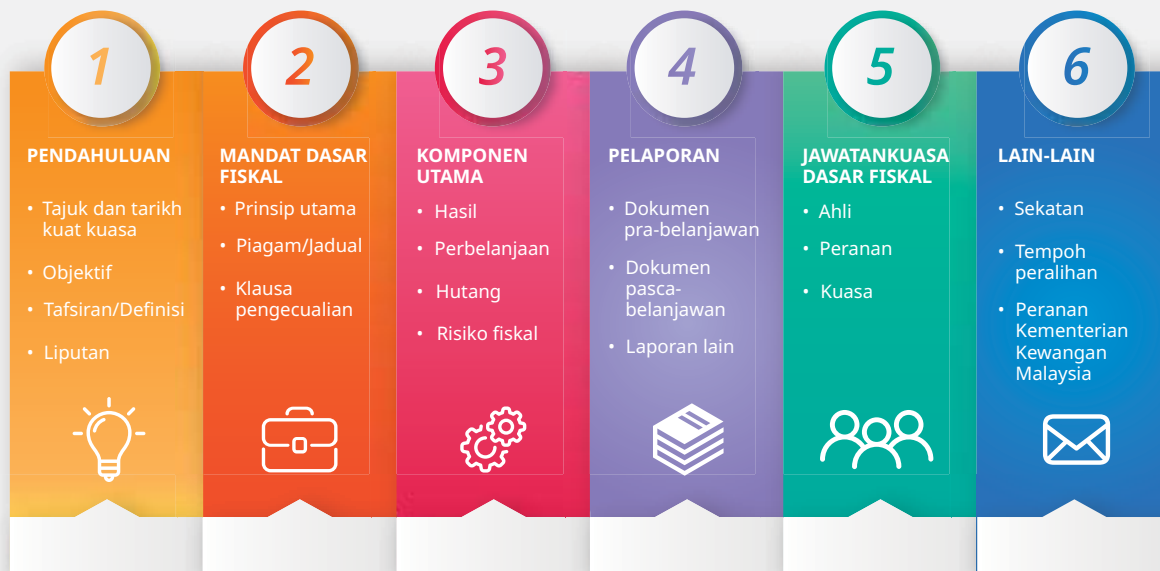 1
PENDAHULUAN
• Tajuk dan tarikh
kuat kuasa
• Objektif
• Tafsiran/Definisi
• Liputan
2
MANDAT DASAR
FISKAL
• Prinsip utama
• Piagam/Jadual
• Klausa
pengecualian
3
KOMPONEN
UTAMA
• Hasil
• Perbelanjaan
• Hutang
• Risiko fiskal
4
PELAPORAN
• Dokumen
pra-belanjawan
• Dokumen
pasca-
belanjawan
• Laporan lain
5
JAWATANKUASA
DASAR FISKAL
• Ahli
• Peranan
• Kuasa
6
LAIN-LAIN
• Sekatan
• Tempoh
peralihan
• Peranan
Kementerian
Kewangan
Malaysia